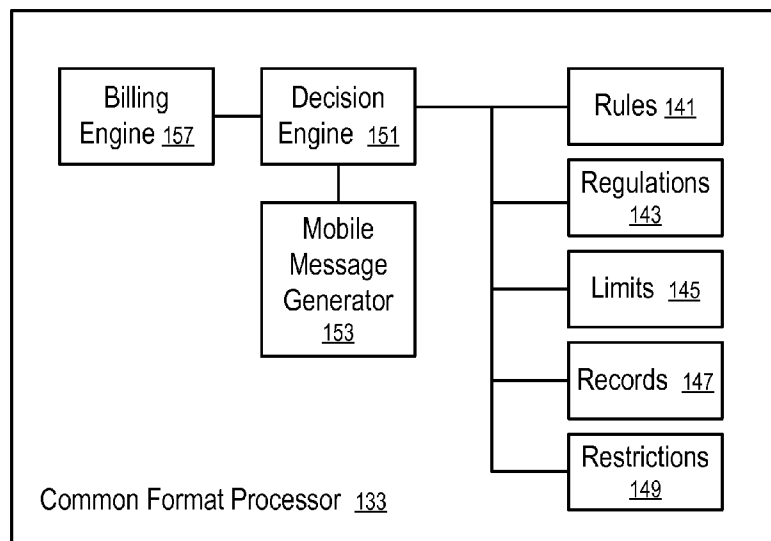 Billing
Engine 157
Decision
Engine 151
Mobile
Message
Generator
153
Rules 141
Regulations
143
Limits 145
Records 147
Restrictions
149
Common Format Processor 133